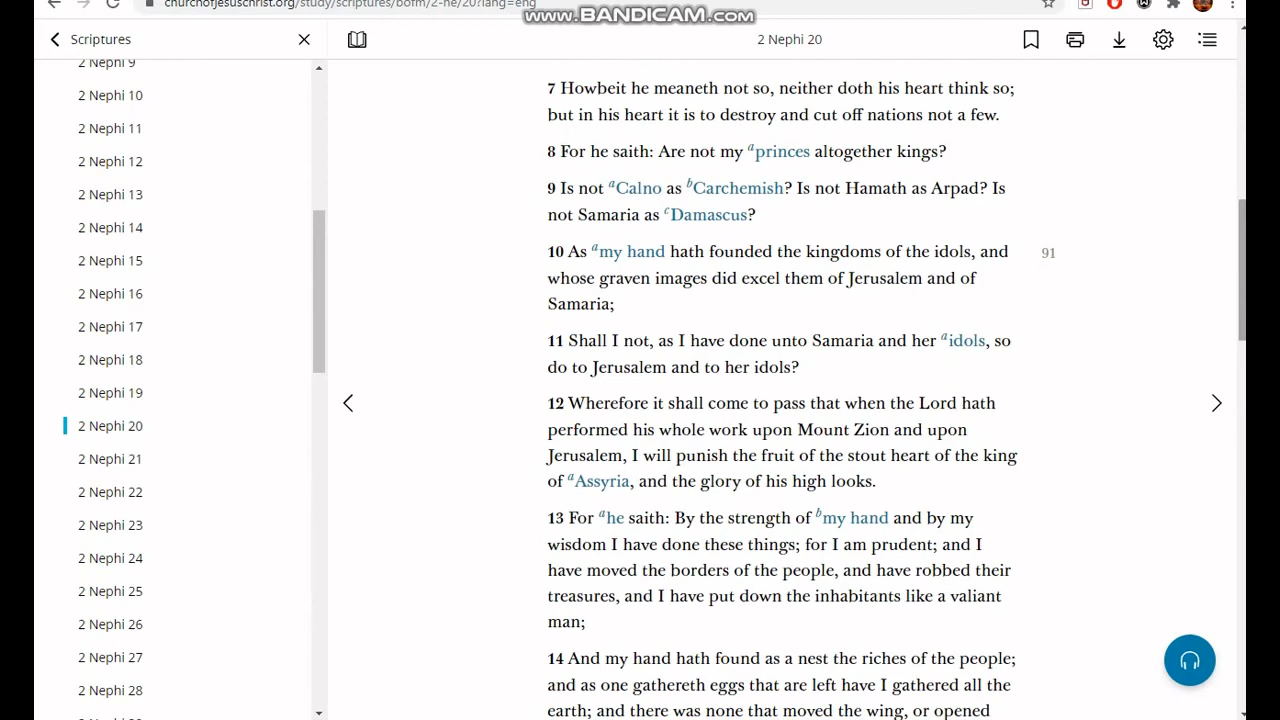 churchofjesuschrist.org/study/scriptures/bofm/2-ne/20?lang=eng
www.BANDICAM.com
Scriptures
2 Nephi 20
2 Nephi 9
2 Nephi 10
2 Nephi 11
2 Nephi 12
2 Nephi 13
2 Nephi 14
2 Nephi 15
2 Nephi 16
2 Nephi 17
2 Nephi 18
2 Nephi 19
2 Nephi 20
2 Nephi 21
2 Nephi 22
2 Nephi 23
2 Nephi 24
2 Nephi 25
2 Nephi 26
2 Nephi 27
2 Nephi 28
7 Howbeit he meaneth not so, neither doth his heart think so;
but in his heart it is to destroy and cut off nations not a few.
8 For he saith: Are not my a princes altogether kings?
9 Is not a Calno as b Carchemish? Is not Hamath as Arpad? Is
not Samaria as c Damascus?
10 As a my hand hath founded the kingdoms of the idols, and
91
whose graven images did excel them of Jerusalem and of
Samaria;
11 Shall I not, as I have done unto Samaria and her a idols, so
do to Jerusalem and to her idols?
12 Wherefore it shall come to pass that when the Lord hath
performed his whole work upon Mount Zion and upon
Jerusalem, I will punish the fruit of the stout heart of the king
of a Assyria, and the glory of his high looks.
13 For a he saith: By the strength of b my hand and by my
wisdom I have done these things; for I am prudent; and I
have moved the borders of the people, and have robbed their
treasures, and I have put down the inhabitants like a valiant
man;
14 And my hand hath found as a nest the riches of the people;
and as one gathereth eggs that are left have I gathered all the
earth; and there was none that moved the wing, or opened